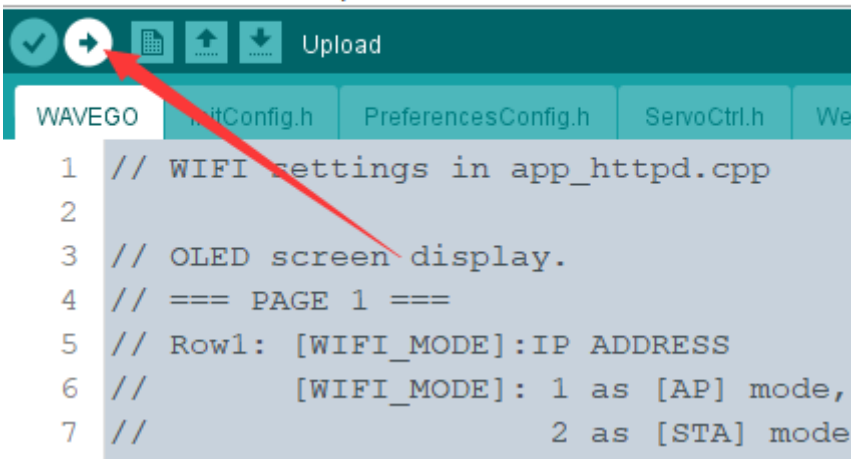 Upload
WAVEGO InitConfig.h PreferencesConfig.h ServoCtrl.h We
1 // WIFI settings in app_httpd.cpp
2
3 // OLED screen display.
4 // === PAGE 1 ===
5 // Row1: [WIFI_MODE]:IP ADDRESS
6 // [WIFI_MODE]: 1 as [AP] mode,
7 // 2 as [STA] mode